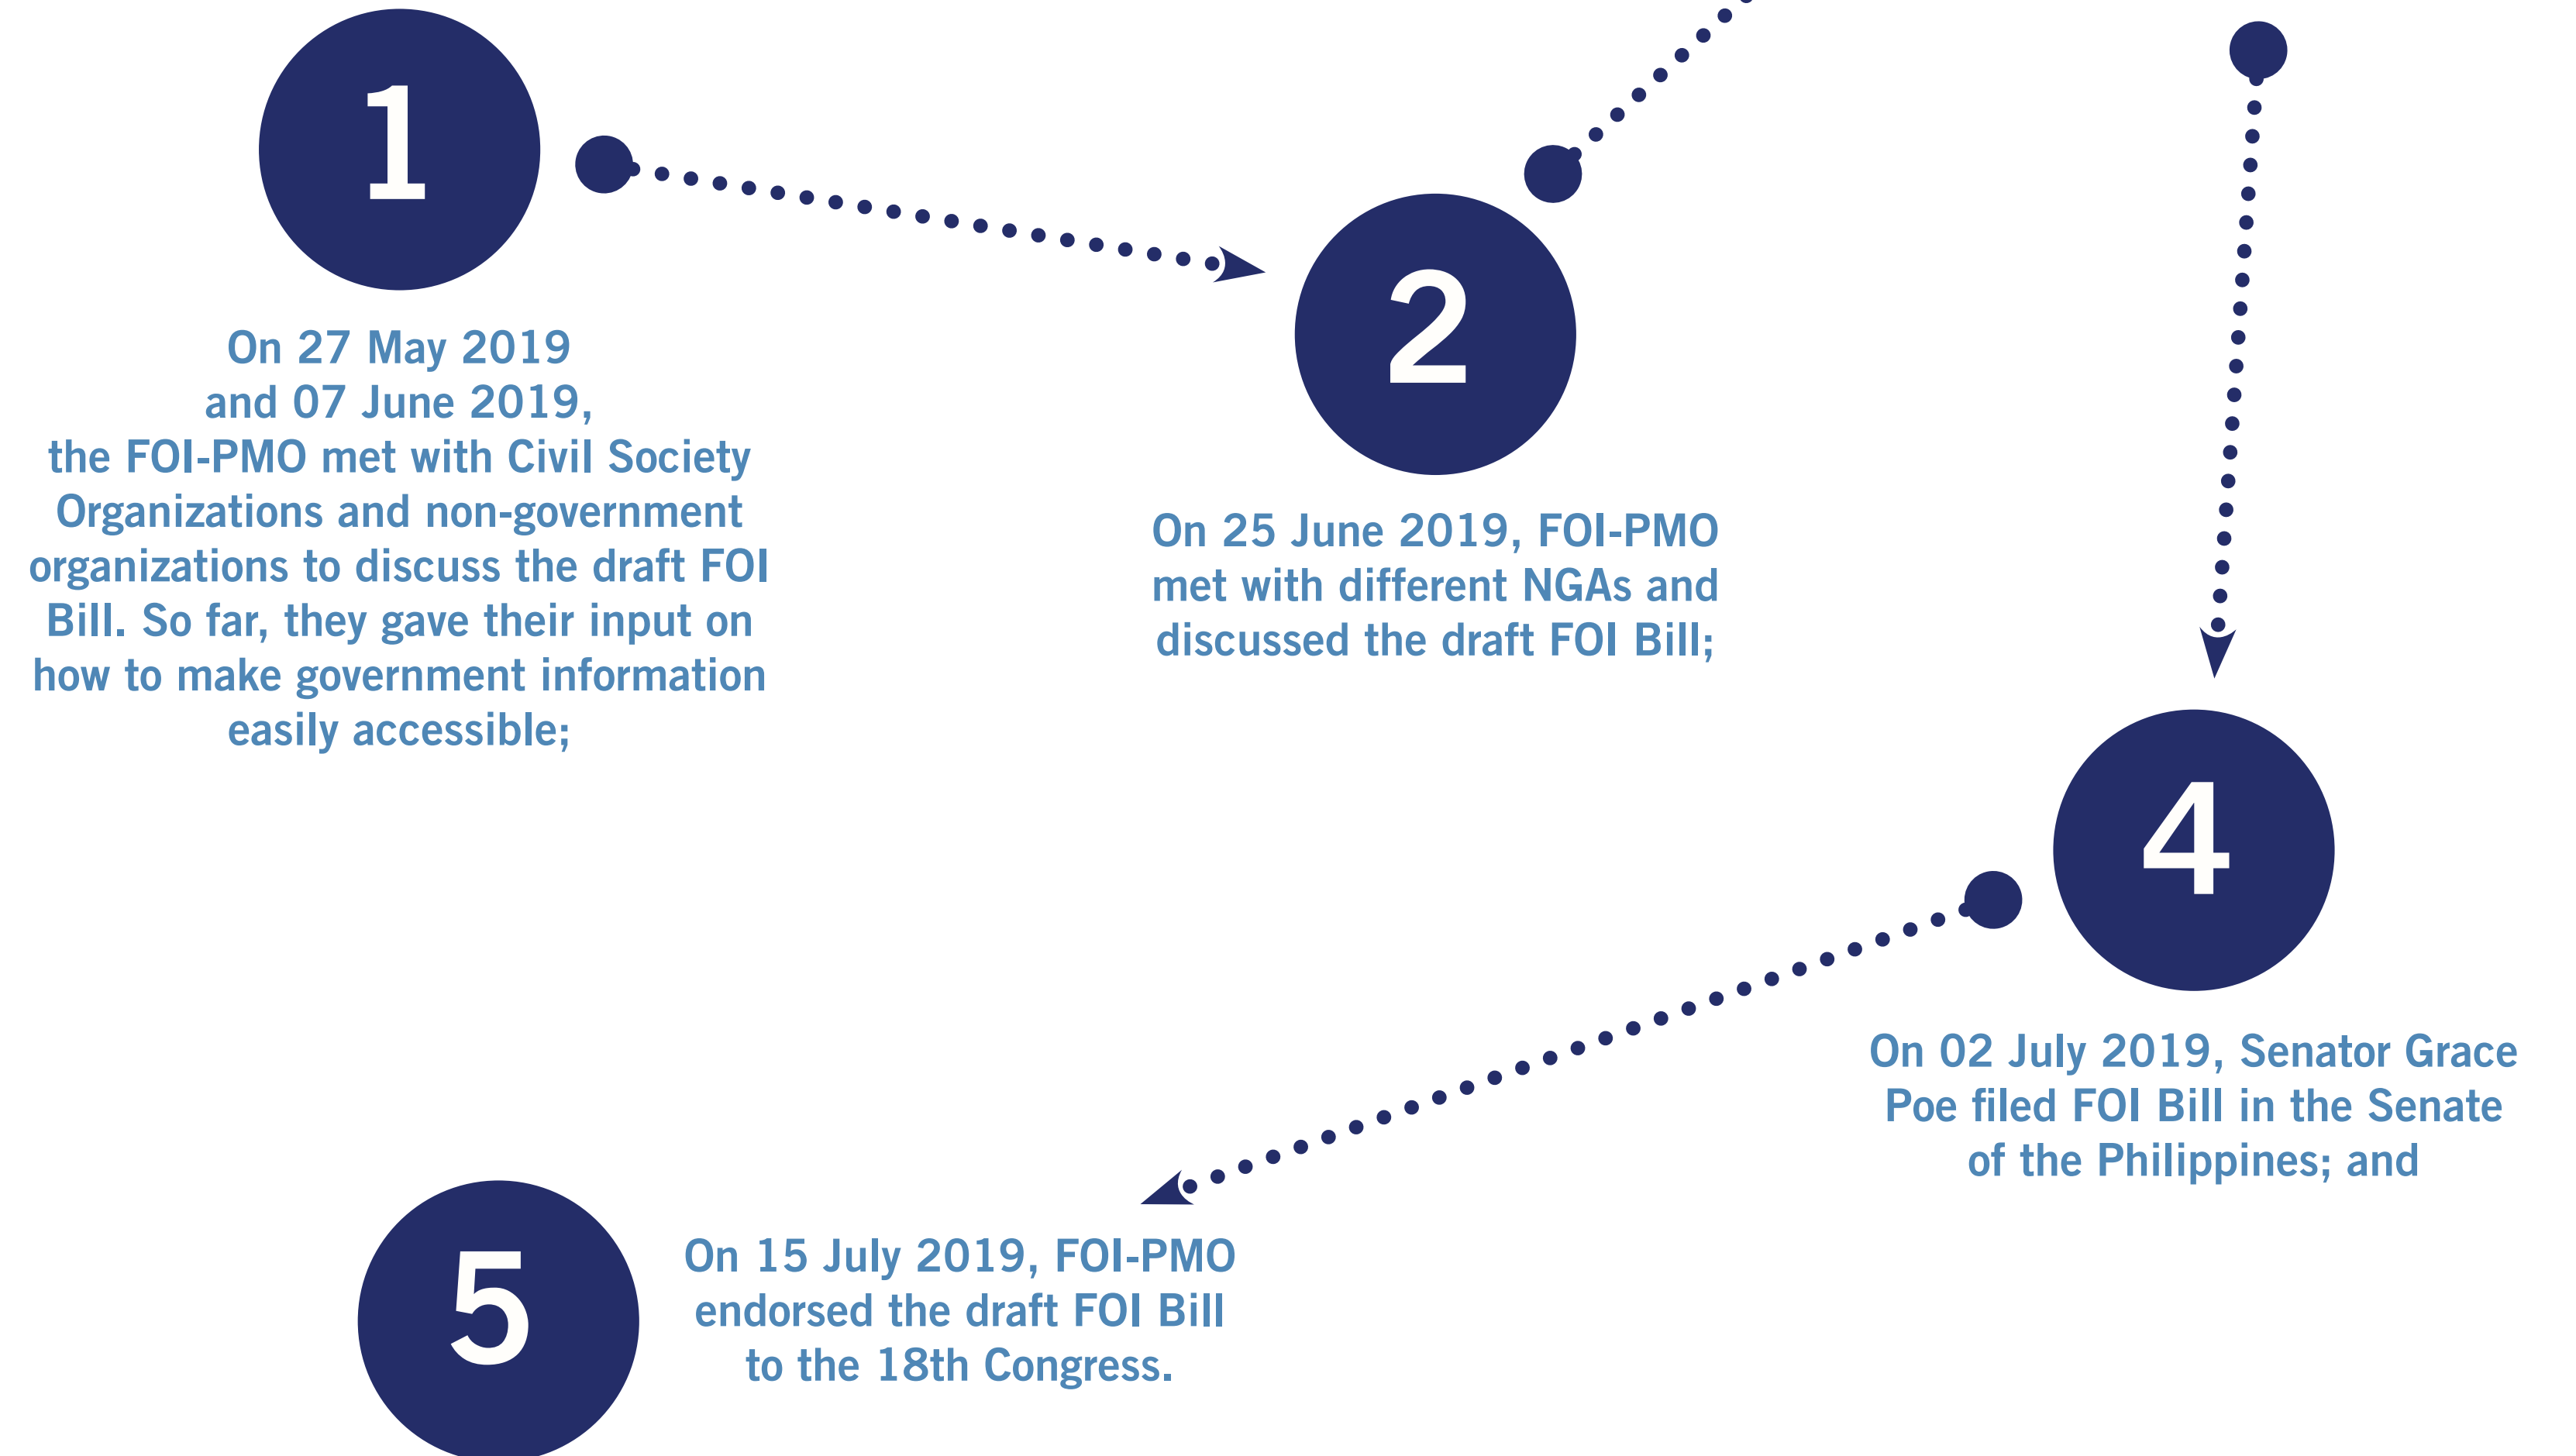 1
On 27 May 2019
and 07 June 2019,
the FOI-PMO met with Civil Society
Organizations and non-government
organizations to discuss the draft FOI
Bill. So far, they gave their input on
how to make government information
easily accessible;
2
On 25 June 2019, FOI-PMO
met with different NGAs and
discussed the draft FOI Bill;
4
On 02 July 2019, Senator Grace
Poe filed FOI Bill in the Senate
of the Philippines; and
5
On 15 July 2019, FOI-PMO
endorsed the draft FOI Bill
to the 18th Congress.